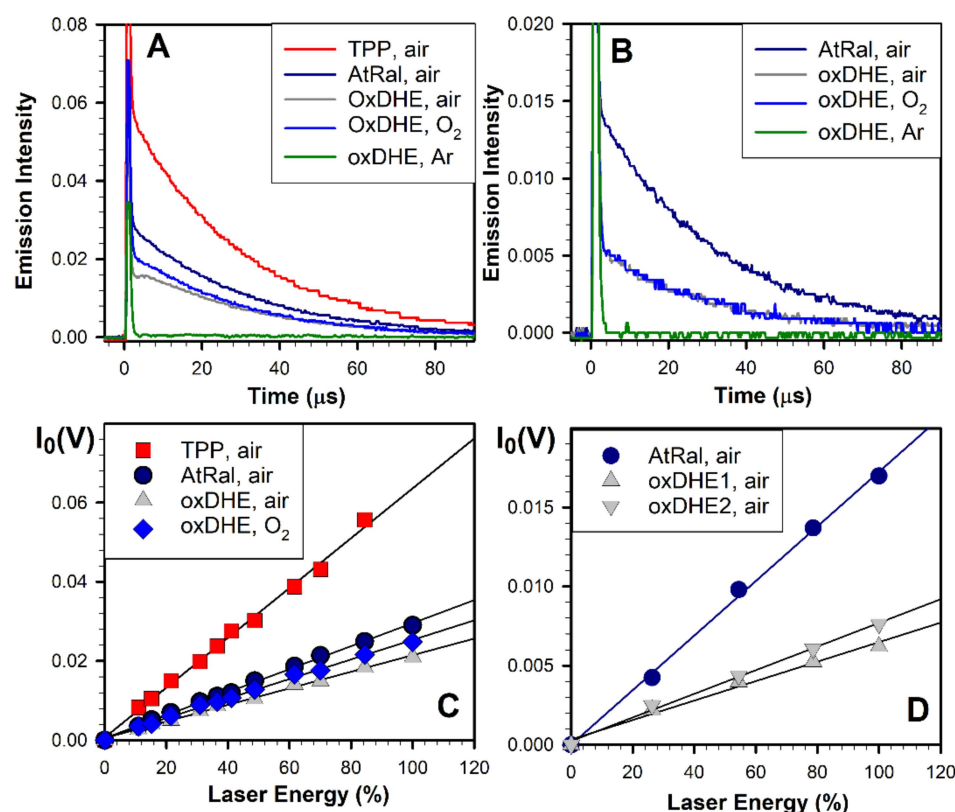 A
TPP, air
AtRal, air
OxDHE, air
OxDHE, O2
oxDHE, Ar
0.08
0.06
0.04
0.02
0.00
Emission Intensity
0 20 40 60 80
Time (μs)
B
AtRal, air
oxDHE, air
oxDHE, O2
oxDHE, Ar
0.020
0.015
0.010
0.005
0.000
Emission Intensity
0 20 40 60 80
Time (μs)
I0(V)
TPP, air
AtRal, air
oxDHE, air
oxDHE, O2
0.06
0.04
0.02
0.00
C
0 20 40 60 80 100 120
Laser Energy (%)
I0(V)
AtRal, air
oxDHE1, air
oxDHE2, air
0.015
0.010
0.005
0.000
D
0 20 40 60 80 100 120
Laser Energy (%)